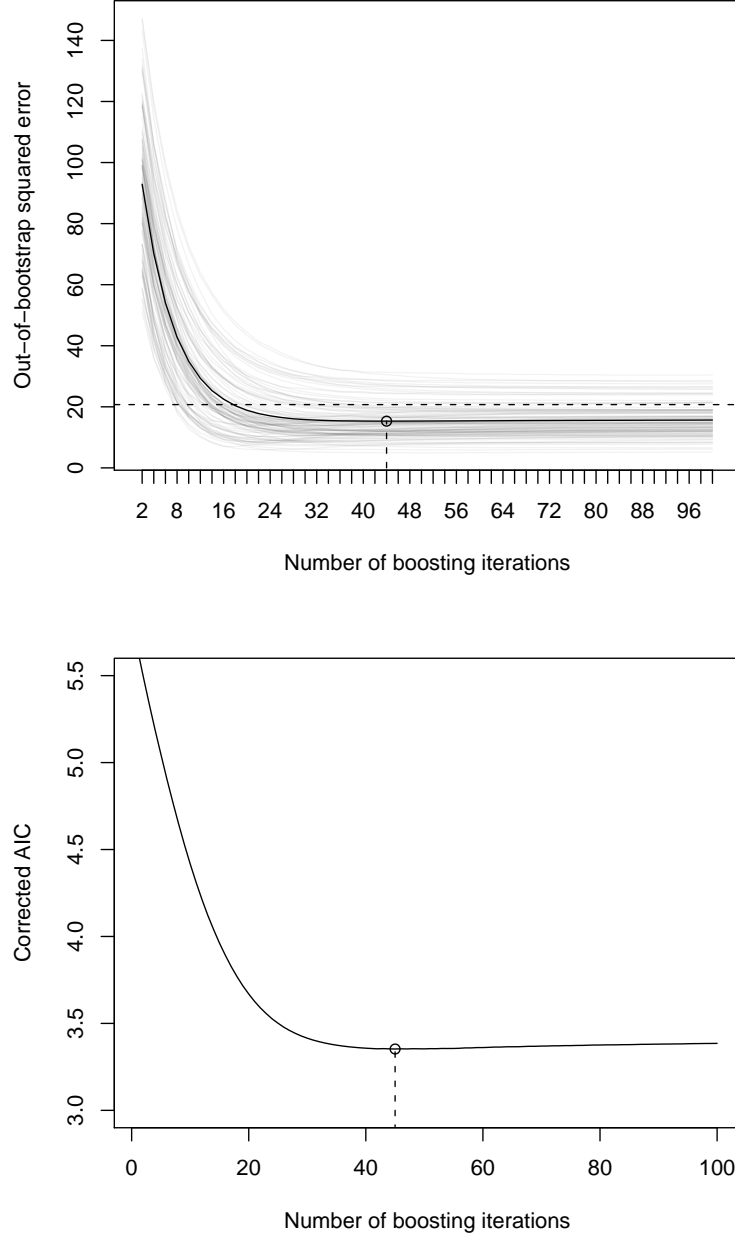 Out−of−bootstrap squared error
140
120
100
80
60
40
20
0
2 8 16 24 32 40 48 56 64 72 80 88 96
Number of boosting iterations
Corrected AIC
5.5
5.0
4.5
4.0
3.5
3.0
0 20 40 60 80 100
Number of boosting iterations